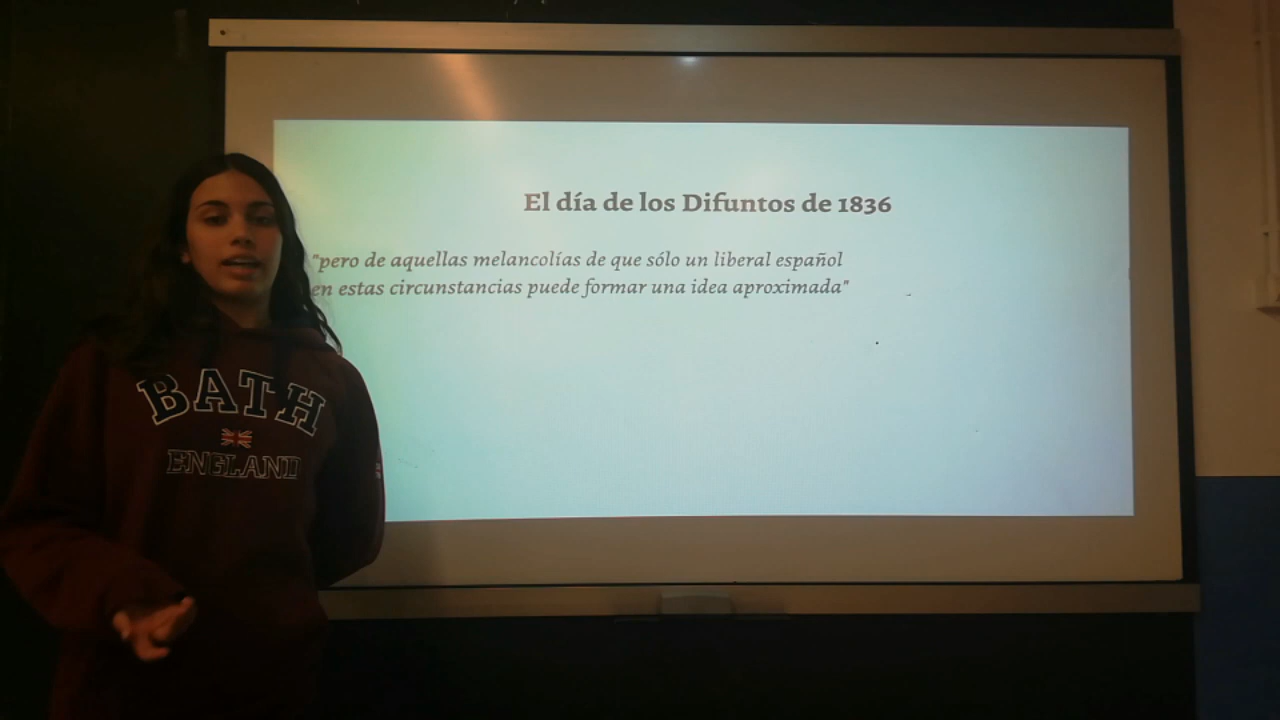 El día de los Difuntos de 1836
"pero de aquellas melancolías de que sólo un liberal español
en estas circunstancias puede formar una idea aproximada"
BATH
ENGLAND